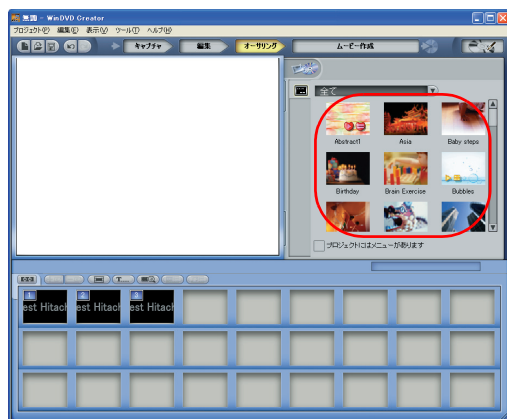 無題 - WinDVD Creator
プロジェクト(P) 編集(E) 表示(V) ツール(T) ヘルプ(H)
キャプチャ 編集 オーサリング ムービー作成
全て
Abstract1 Asia Baby steps
Birthday Brain Exercise Bubbles
プロジェクトにはメニューがあります
1 2 3
est Hitach est Hitach est Hitach